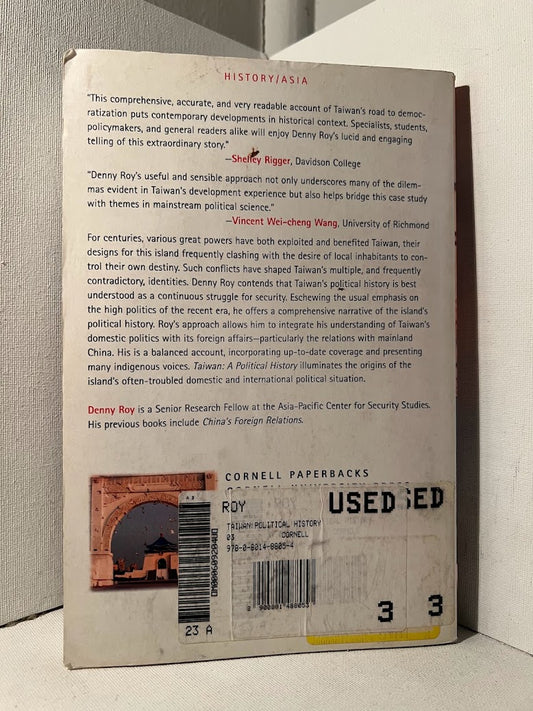 HISTORY/ASIA
"This comprehensive, accurate, and very readable account of Taiwan's road to democ-
ratization puts contemporary developments in historical context. Specialists, students,
policymakers, and general readers alike will enjoy Denny Roy's lucid and engaging
telling of this extraordinary story."
—Shelley Rigger, Davidson College
"Denny Roy's useful and sensible approach not only underscores many of the dilem-
mas evident in Taiwan's development experience but also helps bridge this case study
with themes in mainstream political science."
—Vincent Wei-cheng Wang, University of Richmond
For centuries, various great powers have both exploited and benefited Taiwan, their
designs for this island frequently clashing with the desire of local inhabitants to con-
trol their own destiny. Such conflicts have shaped Taiwan's multiple, and frequently
contradictory, identities. Denny Roy contends that Taiwan's political history is best
understood as a continuous struggle for security. Eschewing the usual emphasis on
the high politics of the recent era, he offers a comprehensive narrative of the island's
political history. Roy's approach allows him to integrate his understanding of Taiwan's
domestic politics with its foreign affairs—particularly the relations with mainland
China. His is a balanced account, incorporating up-to-date coverage and presenting
many indigenous voices. Taiwan: A Political History illuminates the origins of the
island's often-troubled domestic and international political situation.
Denny Roy is a Senior Research Fellow at the Asia-Pacific Center for Security Studies.
His previous books include China's Foreign Relations.
CORNELL PAPERBACKS
CORNELL UNIVERSITY PRESS
ROY
USED SED
TAIWAN:POLITICAL HISTORY
03 CORNELL
978-0-8014-8805-4
3 3
23 A